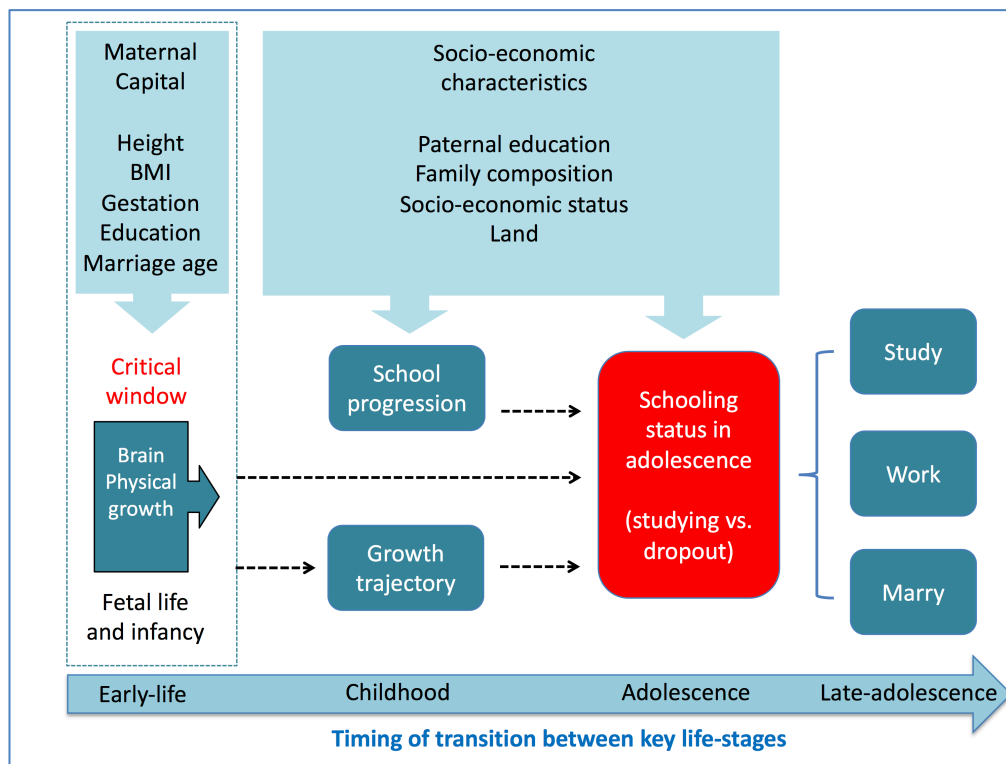 Maternal
Capital
Height
BMI
Gestation
Education
Marriage age
Socio-economic
characteristics
Paternal education
Family composition
Socio-economic status
Land
Critical
window
Brain
Physical
growth
Fetal life
and infancy
School
progression
Growth
trajectory
Schooling
status in
adolescence
(studying vs.
dropout)
Study
Work
Marry
Early-life
Childhood
Adolescence
Late-adolescence
Timing of transition between key life-stages